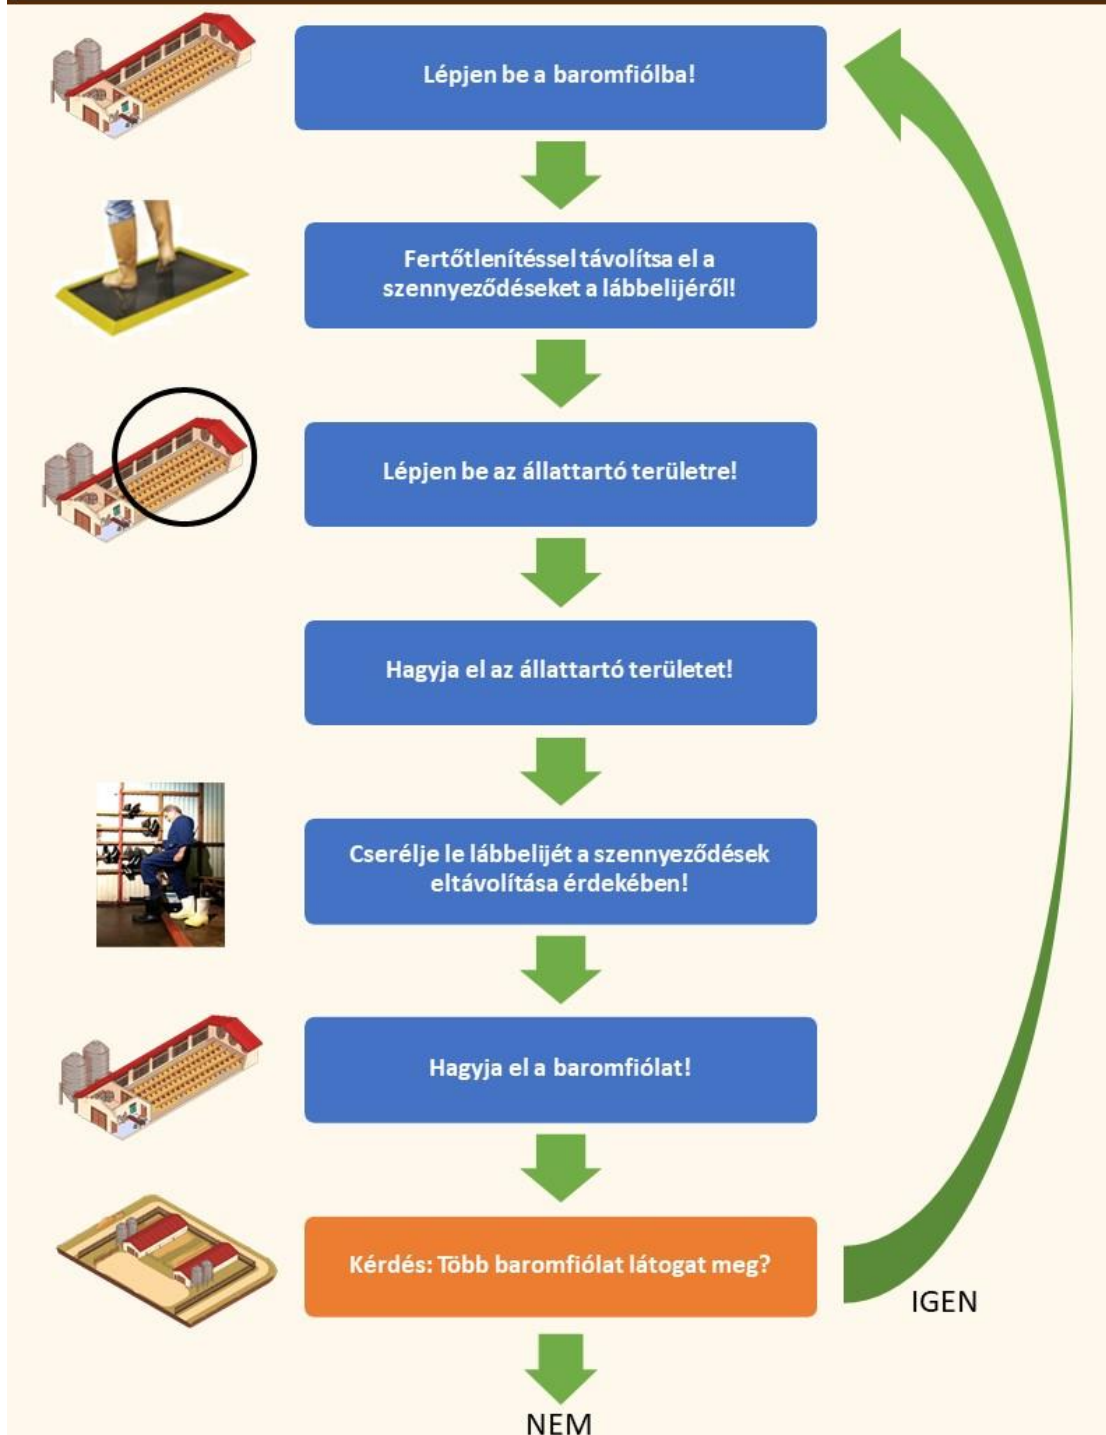 Lépjen be a baromfiólba!
Fertőtlenítéssel távolítsa el a
szennyeződéseket a lábbelijéről!
Lépjen be az állattartó területre!
Hagyja el az állattartó területet!
Cserélje le lábbelijét a szennyeződések
eltávolítása érdekében!
Hagyja el a baromfiólat!
Kérdés: Több baromfiólat látogat meg?
IGEN
NEM